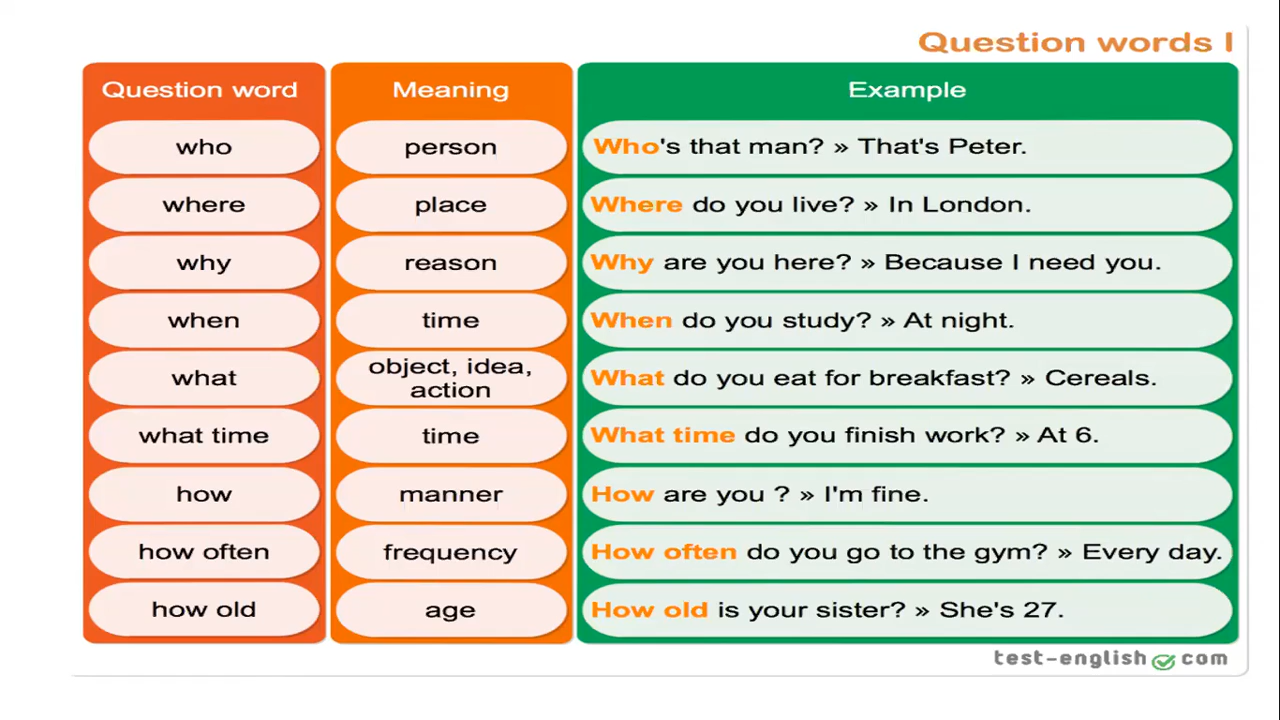 Question words I
Question word Meaning Example
who person Who's that man? » That's Peter.
where place Where do you live? » In London.
why reason Why are you here? » Because I need you.
when time When do you study? » At night.
what object, idea, action What do you eat for breakfast? » Cereals.
what time time What time do you finish work? » At 6.
how manner How are you ? » I'm fine.
how often frequency How often do you go to the gym? » Every day.
how old age How old is your sister? » She's 27.
test-english com